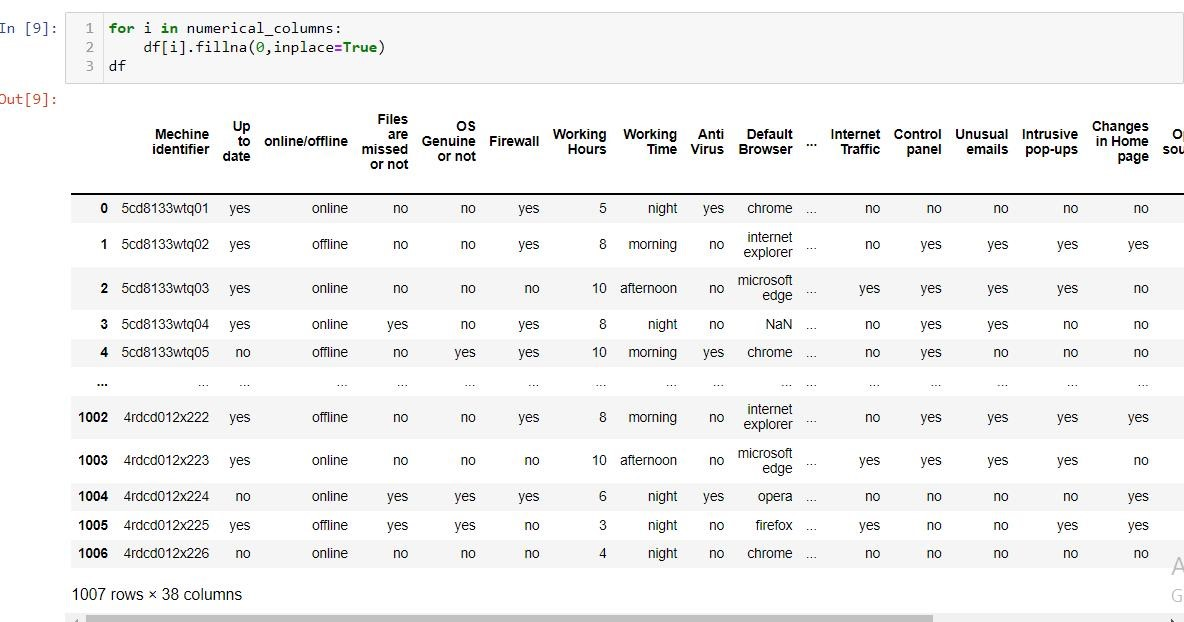 In [9]:
1 for i in numerical_columns:
2 df[i].fillna(0,inplace=True)
3 df
Out[9]:
Mechine identifier Up to date online/offline Files are missed or not OS Genuine or not Firewall Working Hours Working Time Anti Virus Default Browser ... Internet Traffic Control panel Unusual emails Intrusive pop-ups Changes in Home page
0 5cd8133wtq01 yes online no no yes 5 night yes chrome ... no no no no no
1 5cd8133wtq02 yes offline no no yes 8 morning no internet explorer ... no yes yes yes yes
2 5cd8133wtq03 yes online no no no 10 afternoon no microsoft edge ... yes yes yes yes no
3 5cd8133wtq04 yes online yes no yes 8 night no NaN ... no yes yes no no
4 5cd8133wtq05 no offline no yes yes 10 morning yes chrome ... no yes no no no
... ... ... ... ... ... ... ... ... ... ... ... ... ... ... ... ...
1002 4rdcd012x222 yes offline no no yes 8 morning no internet explorer ... no yes yes yes yes
1003 4rdcd012x223 yes online no no no 10 afternoon no microsoft edge ... yes yes yes yes no
1004 4rdcd012x224 no online yes yes yes 6 night yes opera ... no no no no yes
1005 4rdcd012x225 yes offline yes yes no 3 night no firefox ... yes no no yes yes
1006 4rdcd012x226 no online no no no 4 night no chrome ... no no no no no
1007 rows × 38 columns